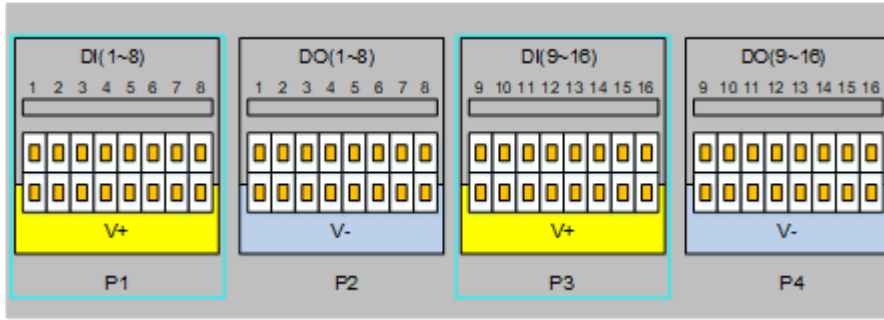 DI(1~8)
1 2 3 4 5 6 7 8
V+
P1
DO(1~8)
1 2 3 4 5 6 7 8
V-
P2
DI(9~16)
9 10 11 12 13 14 15 16
V+
P3
DO(9~16)
9 10 11 12 13 14 15 16
V-
P4